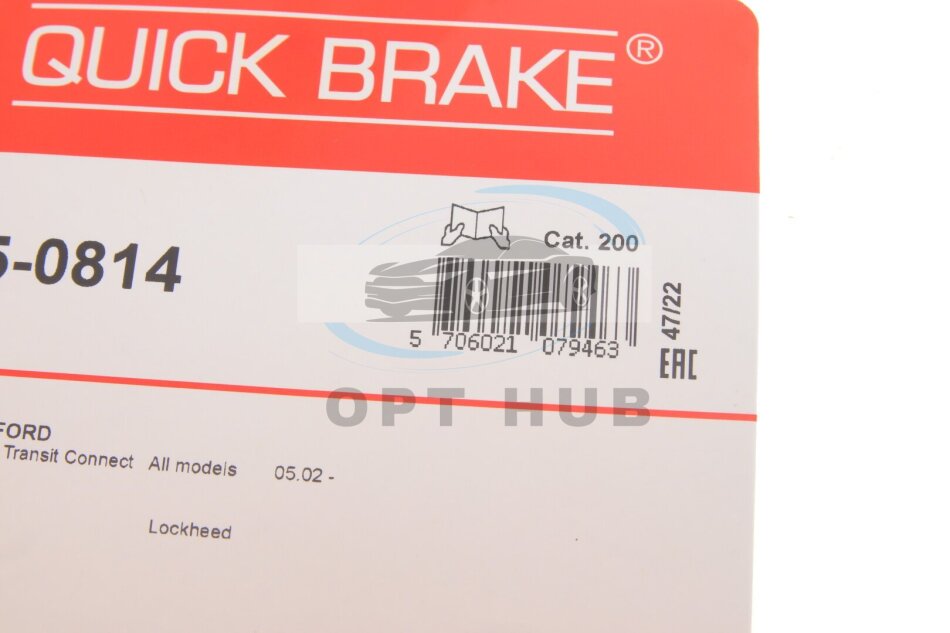 QUICK BRAKE®
5-0814
Cat. 200
5 706021 079463
47/22
EAC
OPT HUB
FORD
Transit Connect All models 05.02 -
Lockheed